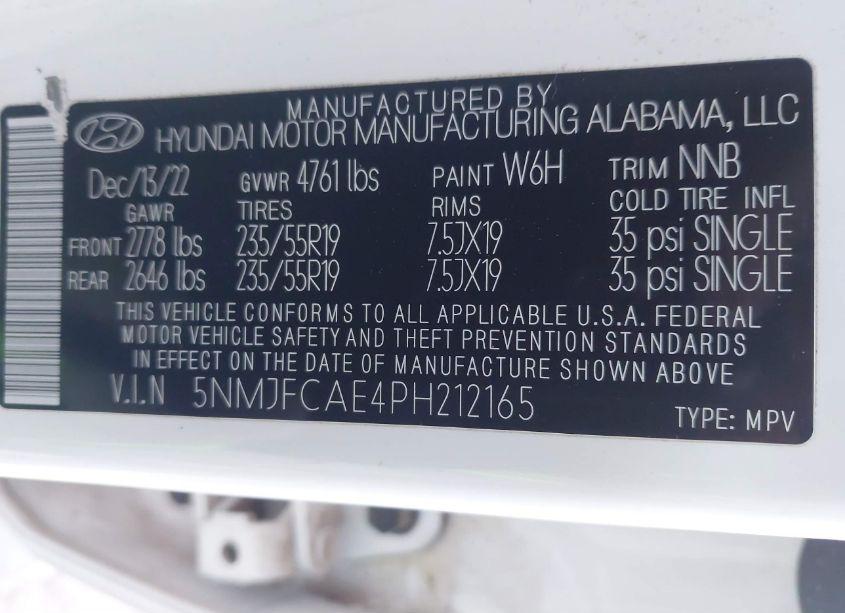 MANUFACTURED BY
HYUNDAI MOTOR MANUFACTURING ALABAMA, LLC
Dec/13/22 GVWR 4761 lbs PAINT W6H TRIM NNB
GAWR TIRES RIMS COLD TIRE INFL
FRONT 2778 lbs 235/55R19 7.5JX19 35 psi SINGLE
REAR 2646 lbs 235/55R19 7.5JX19 35 psi SINGLE
THIS VEHICLE CONFORMS TO ALL APPLICABLE U.S.A. FEDERAL
MOTOR VEHICLE SAFETY AND THEFT PREVENTION STANDARDS
IN EFFECT ON THE DATE OF MANUFACTURE SHOWN ABOVE
V.I.N 5NMJFCAE4PH212165
TYPE: MPV